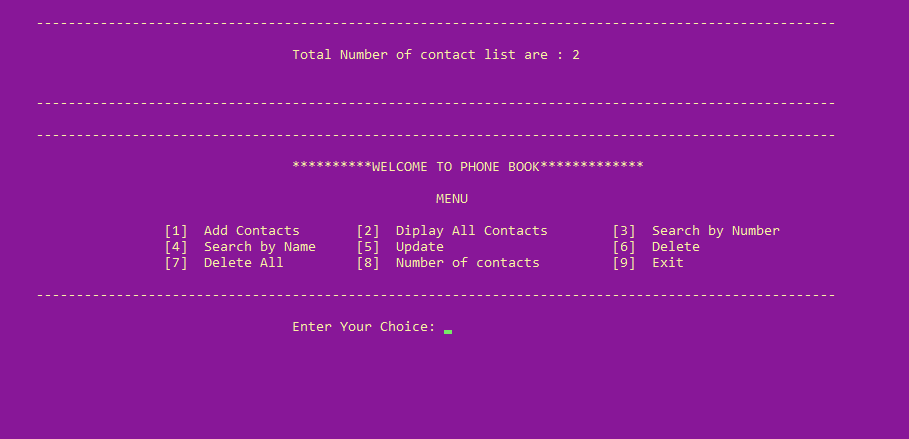 Total Number of contact list are : 2
**********WELCOME TO PHONE BOOK*************
MENU
[1] Add Contacts [2] Diplay All Contacts [3] Search by Number
[4] Search by Name [5] Update [6] Delete
[7] Delete All [8] Number of contacts [9] Exit
Enter Your Choice: